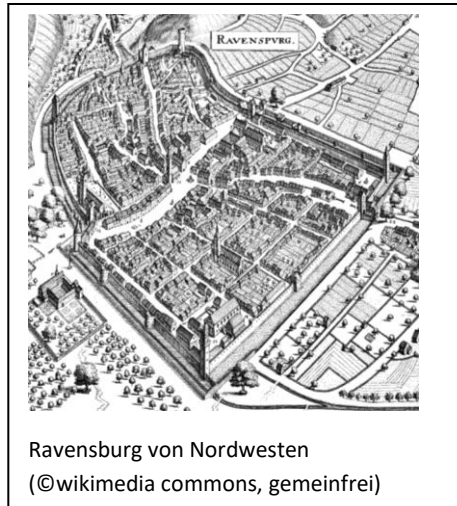 RAVENSPVRG.
Ravensburg von Nordwesten
(©wikimedia commons, gemeinfrei)